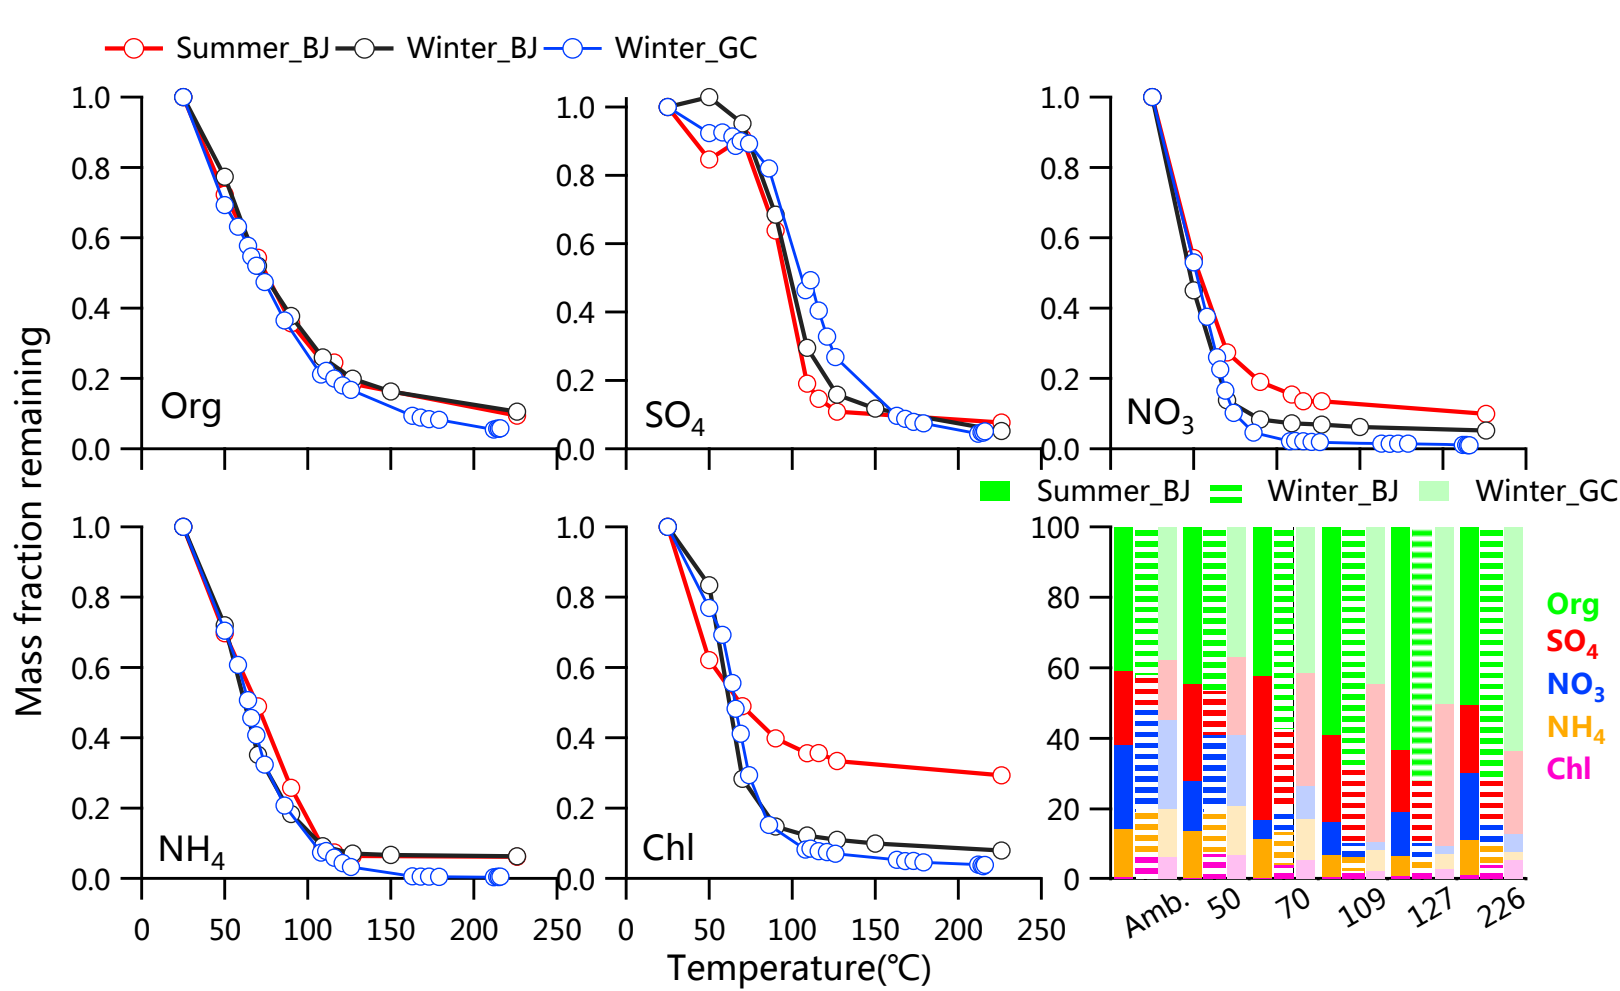 Summer_BJ Winter_BJ Winter_GC
1.0
0.8
0.6
0.4
0.2
0.0
Org
1.0
0.8
0.6
0.4
0.2
0.0
SO4
1.0
0.8
0.6
0.4
0.2
0.0
NO3
Mass fraction remaining
1.0
0.8
0.6
0.4
0.2
0.0
NH4
0 50 100 150 200 250
1.0
0.8
0.6
0.4
0.2
0.0
Chl
0 50 100 150 200 250
Temperature(℃)
Summer_BJ Winter_BJ Winter_GC
100
80
60
40
20
0
Amb. 50 70 109 127 226
Org
SO4
NO3
NH4
Chl